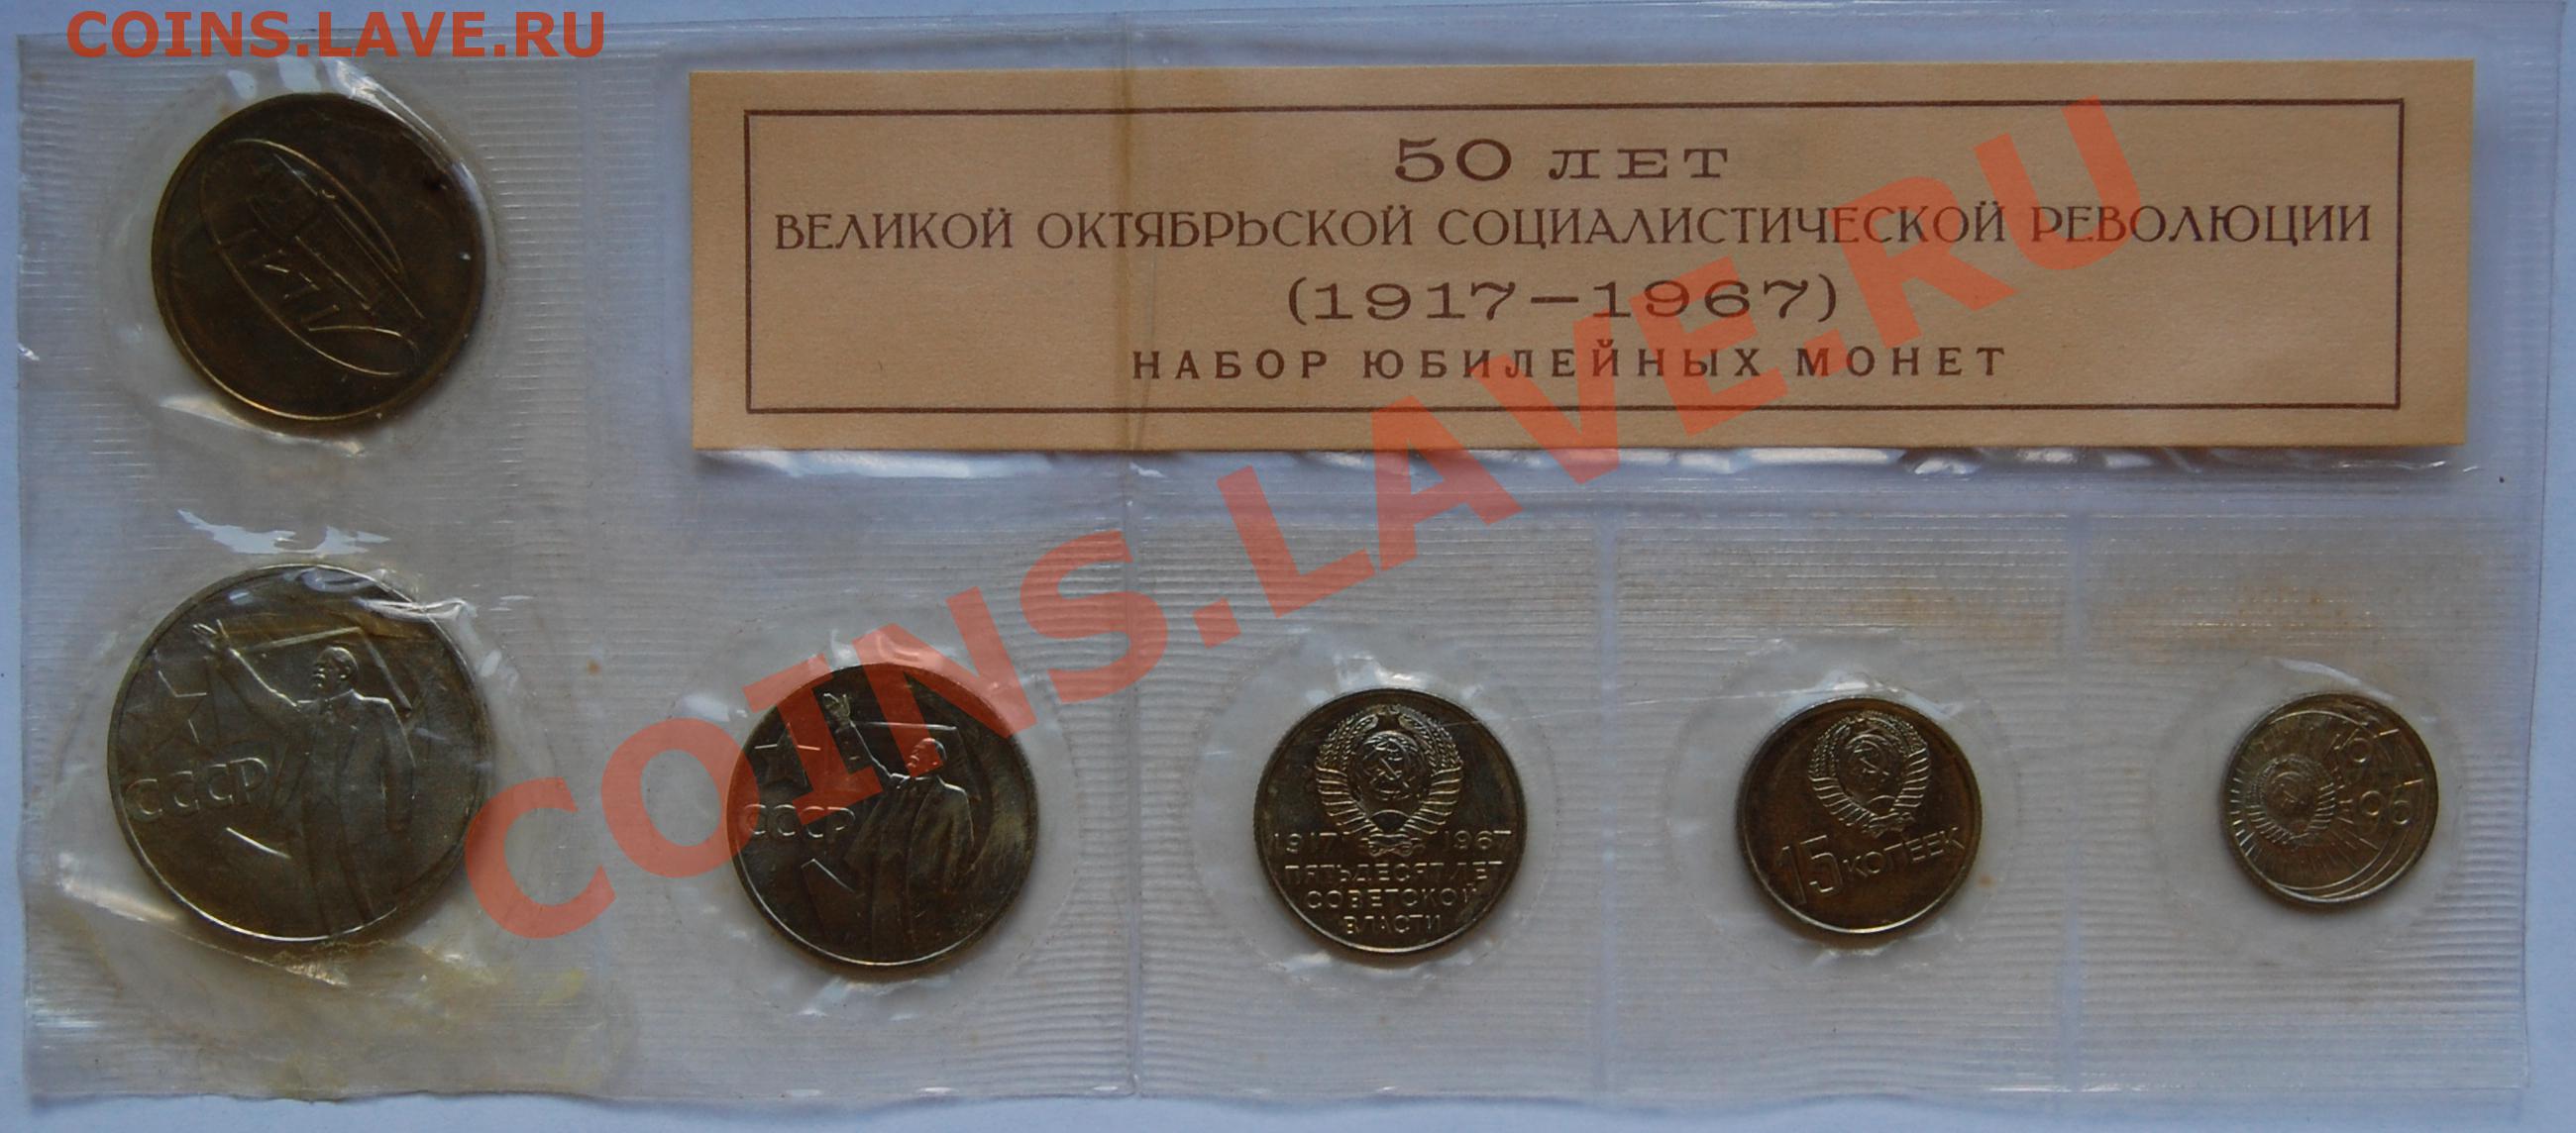 COINS.LAVE.RU
50 ЛЕТ
ВЕЛИКОЙ ОКТЯБРЬСКОЙ СОЦИАЛИСТИЧЕСКОЙ РЕВОЛЮЦИИ
(1917—1967)
НАБОР ЮБИЛЕЙНЫХ МОНЕТ
COINS.LAVE.RU
СССР
СССР
1917 1967
ПЯТЬДЕСЯТ ЛЕТ
СОВЕТСКОЙ
ВЛАСТИ
15 КОПЕЕК